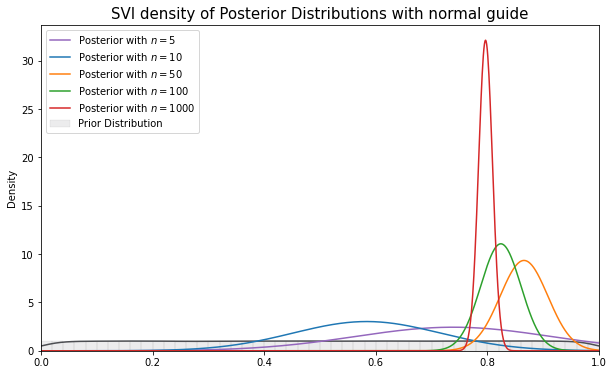 SVI density of Posterior Distributions with normal guide
Posterior with n = 5
Posterior with n = 10
Posterior with n = 50
Posterior with n = 100
Posterior with n = 1000
Prior Distribution
Density
30
25
20
15
10
5
0
0.0 0.2 0.4 0.6 0.8 1.0